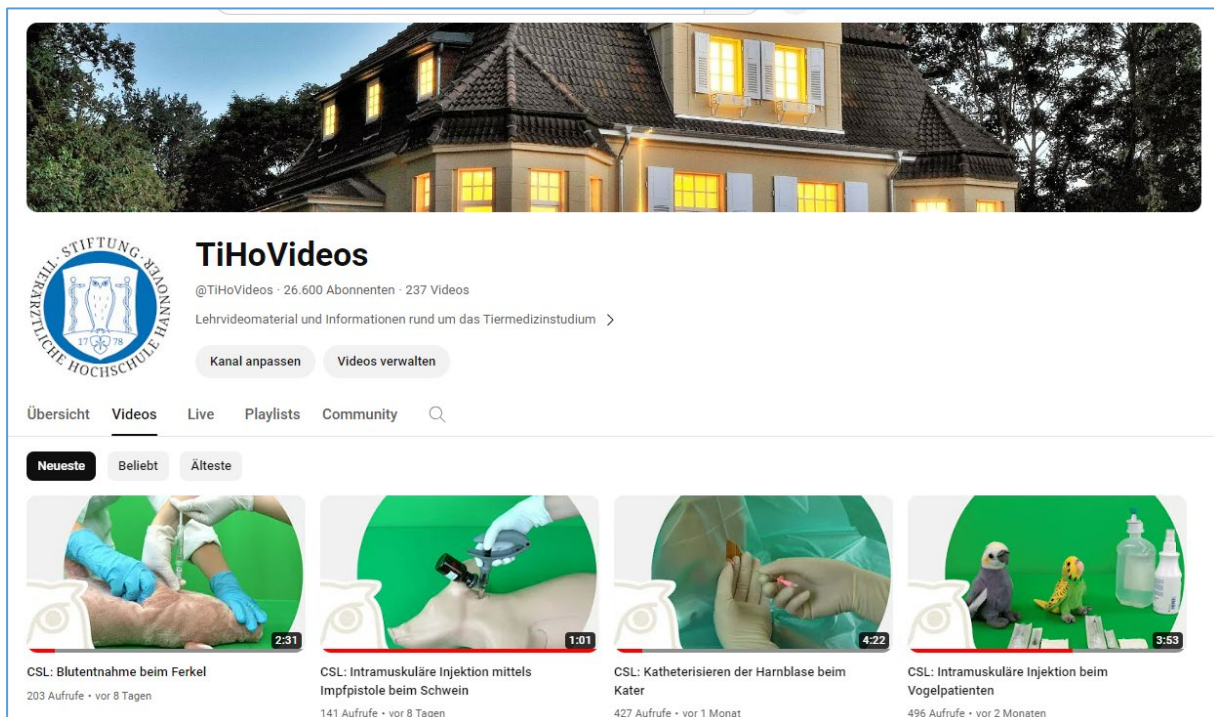 TiHoVideos
@TiHoVideos · 26.600 Abonnenten · 237 Videos
Lehrvideomaterial und Informationen rund um das Tiermedizinstudium
STIFTUNG · TIERÄRZTLICHE HOCHSCHULE HANNOVER
17 78
Kanal anpassen Videos verwalten
Übersicht Videos Live Playlists Community
Neueste Beliebt Älteste
2:31 1:01 4:22 3:53
CSL: Blutentnahme beim Ferkel
203 Aufrufe • vor 8 Tagen
CSL: Intramuskuläre Injektion mittels
Impfpistole beim Schwein
141 Aufrufe • vor 8 Tagen
CSL: Katheterisieren der Harnblase beim
Kater
427 Aufrufe • vor 1 Monat
CSL: Intramuskuläre Injektion beim
Vogelpatienten
496 Aufrufe • vor 2 Monaten